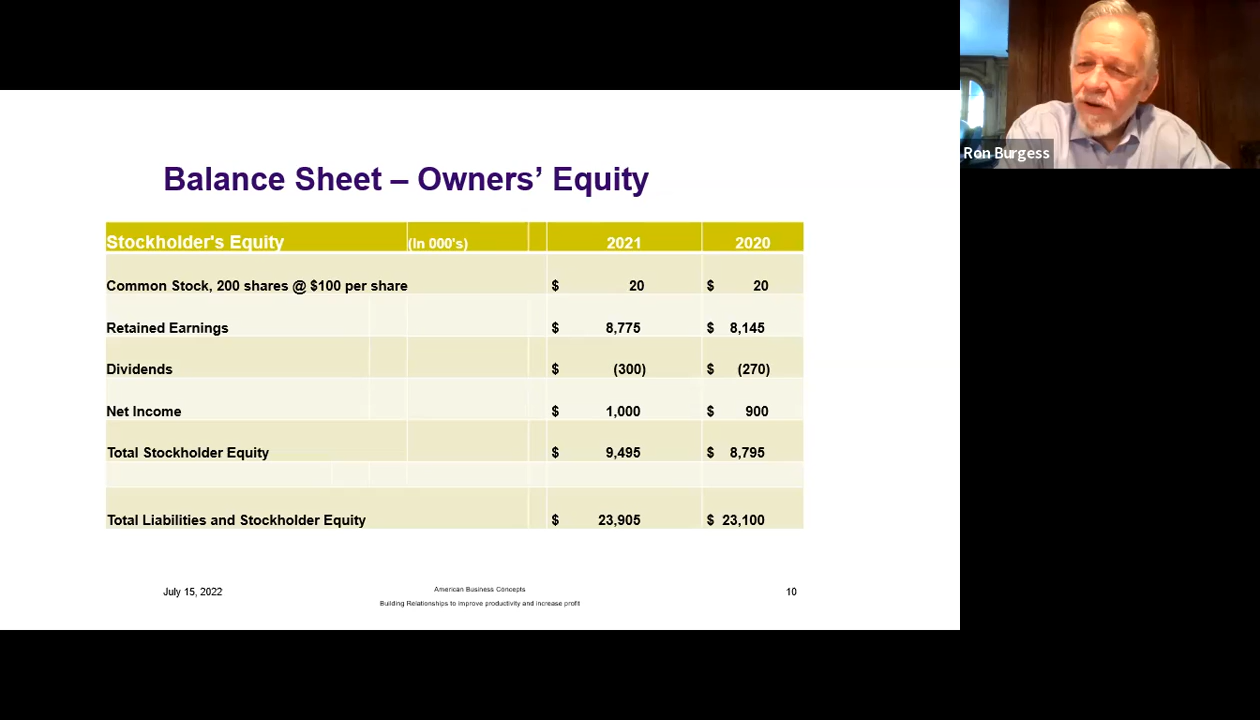 Ron Burgess
Balance Sheet – Owners’ Equity
Stockholder's Equity (In 000's) 2021 2020
Common Stock, 200 shares @ $100 per share $ 20 $ 20
Retained Earnings $ 8,775 $ 8,145
Dividends $ (300) $ (270)
Net Income $ 1,000 $ 900
Total Stockholder Equity $ 9,495 $ 8,795
Total Liabilities and Stockholder Equity $ 23,905 $ 23,100
July 15, 2022 American Business Concepts 10
Building Relationships to improve productivity and increase profit